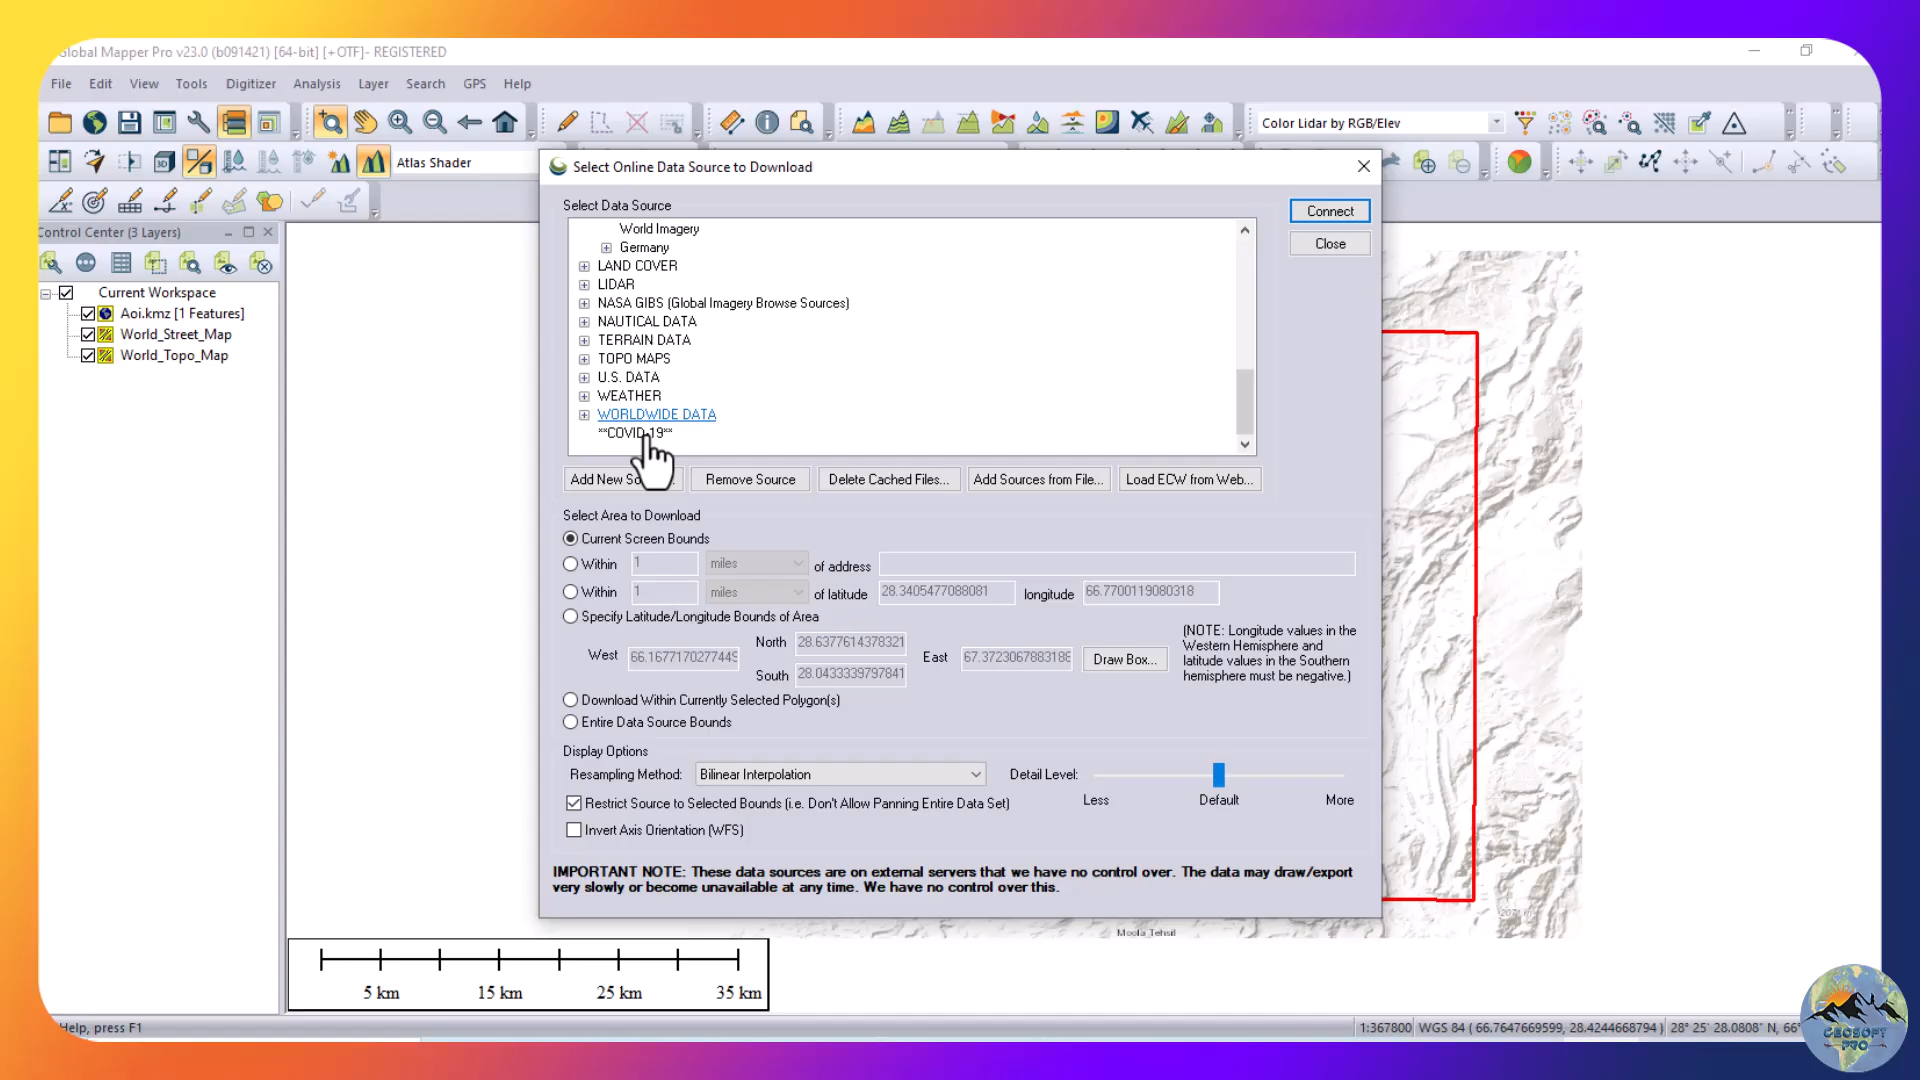 Global Mapper Pro v23.0 (b091421) [64-bit] [+OTF]- REGISTERED
File Edit View Tools Digitizer Analysis Layer Search GPS Help
Color Lidar by RGB/Elev
3D Atlas Shader
Select Online Data Source to Download
Select Data Source
Connect
Close
World Imagery
Germany
LAND COVER
LIDAR
NASA GIBS (Global Imagery Browse Sources)
NAUTICAL DATA
TERRAIN DATA
TOPO MAPS
U.S. DATA
WEATHER
WORLDWIDE DATA
**COVID-19**
Control Center (3 Layers)
Current Workspace
Aoi.kmz [1 Features]
World_Street_Map
World_Topo_Map
Add New Remove Source Delete Cached Files... Add Sources from File... Load ECW from Web...
Select Area to Download
Current Screen Bounds
Within 1 miles of address
Within 1 miles of latitude 28.3405477088081 longitude 66.7700119080318
Specify Latitude/Longitude Bounds of Area
North 28.6377614378321
West 66.1677170277449 East 67.3723067883188 Draw Box...
South 28.0433339797841
(NOTE: Longitude values in the
Western Hemisphere and
latitude values in the Southern
hemisphere must be negative.)
Download Within Currently Selected Polygon(s)
Entire Data Source Bounds
Display Options
Resampling Method: Bilinear Interpolation Detail Level:
Less Default More
Restrict Source to Selected Bounds (i.e. Don't Allow Panning Entire Data Set)
Invert Axis Orientation (WFS)
IMPORTANT NOTE: These data sources are on external servers that we have no control over. The data may draw/export
very slowly or become unavailable at any time. We have no control over this.
Moola Tehsil
5 km 15 km 25 km 35 km
Help, press F1
1:367800 WGS 84 ( 66.7647669599, 28.4244668794 ) 28° 25' 28.0808" N, 66°
GEOSOFT
PRO